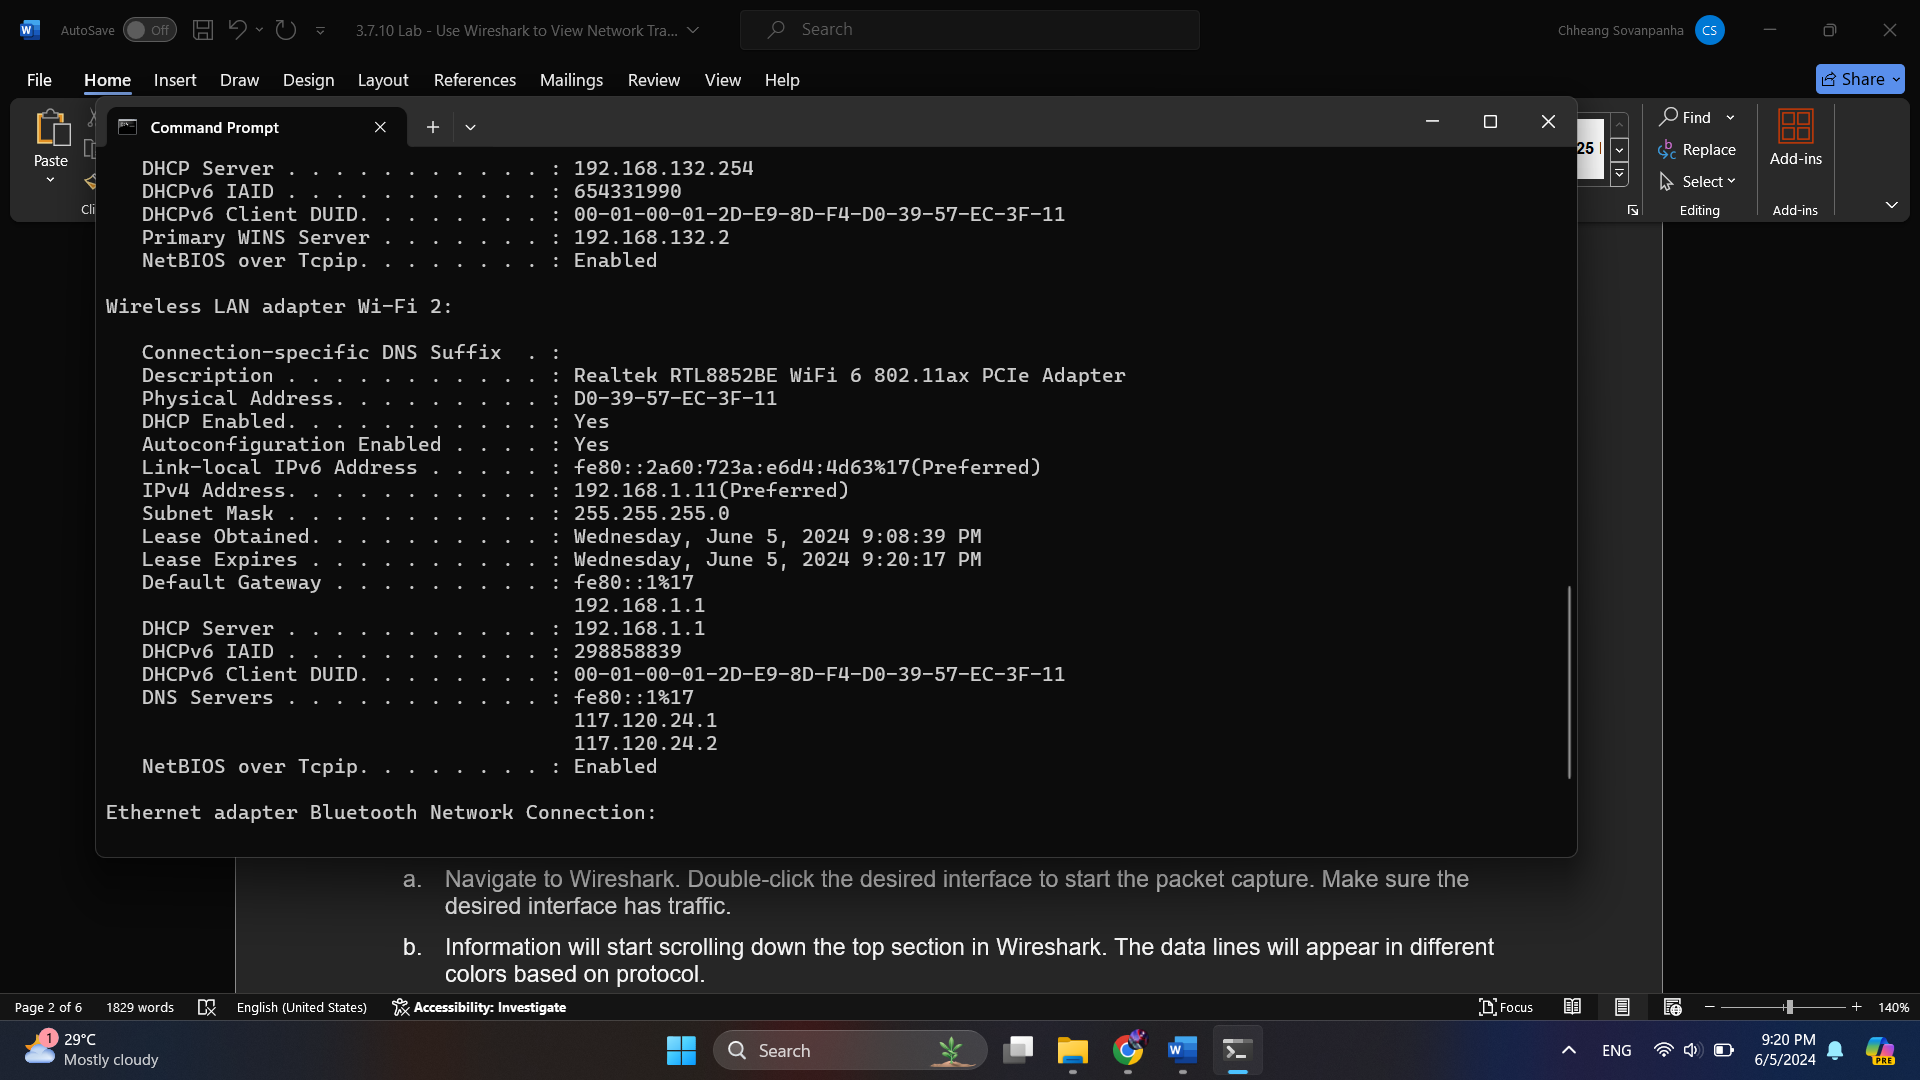 AutoSave Off 3.7.10 Lab - Use Wireshark to View Network Tra... Search Chheang Sovanpanha CS
File Home Insert Draw Design Layout References Mailings Review View Help Share
Command Prompt
Paste
Cli
25
Find
Replace
Select
Editing
Add-ins
Add-ins
DHCP Server . . . . . . . . . . . : 192.168.132.254
DHCPv6 IAID . . . . . . . . . . . : 654331990
DHCPv6 Client DUID. . . . . . . . : 00-01-00-01-2D-E9-8D-F4-D0-39-57-EC-3F-11
Primary WINS Server . . . . . . . : 192.168.132.2
NetBIOS over Tcpip. . . . . . . . : Enabled
Wireless LAN adapter Wi-Fi 2:
Connection-specific DNS Suffix . :
Description . . . . . . . . . . . : Realtek RTL8852BE WiFi 6 802.11ax PCIe Adapter
Physical Address. . . . . . . . . : D0-39-57-EC-3F-11
DHCP Enabled. . . . . . . . . . . : Yes
Autoconfiguration Enabled . . . . : Yes
Link-local IPv6 Address . . . . . : fe80::2a60:723a:e6d4:4d63%17(Preferred)
IPv4 Address. . . . . . . . . . . : 192.168.1.11(Preferred)
Subnet Mask . . . . . . . . . . . : 255.255.255.0
Lease Obtained. . . . . . . . . . : Wednesday, June 5, 2024 9:08:39 PM
Lease Expires . . . . . . . . . . : Wednesday, June 5, 2024 9:20:17 PM
Default Gateway . . . . . . . . . : fe80::1%17
192.168.1.1
DHCP Server . . . . . . . . . . . : 192.168.1.1
DHCPv6 IAID . . . . . . . . . . . : 298858839
DHCPv6 Client DUID. . . . . . . . : 00-01-00-01-2D-E9-8D-F4-D0-39-57-EC-3F-11
DNS Servers . . . . . . . . . . . : fe80::1%17
117.120.24.1
117.120.24.2
NetBIOS over Tcpip. . . . . . . . : Enabled
Ethernet adapter Bluetooth Network Connection:
a. Navigate to Wireshark. Double-click the desired interface to start the packet capture. Make sure the
desired interface has traffic.
b. Information will start scrolling down the top section in Wireshark. The data lines will appear in different
colors based on protocol.
Page 2 of 6 1829 words English (United States) Accessibility: Investigate Focus 140%
1 29°C
Mostly cloudy
Search
ENG
9:20 PM
6/5/2024
PRE